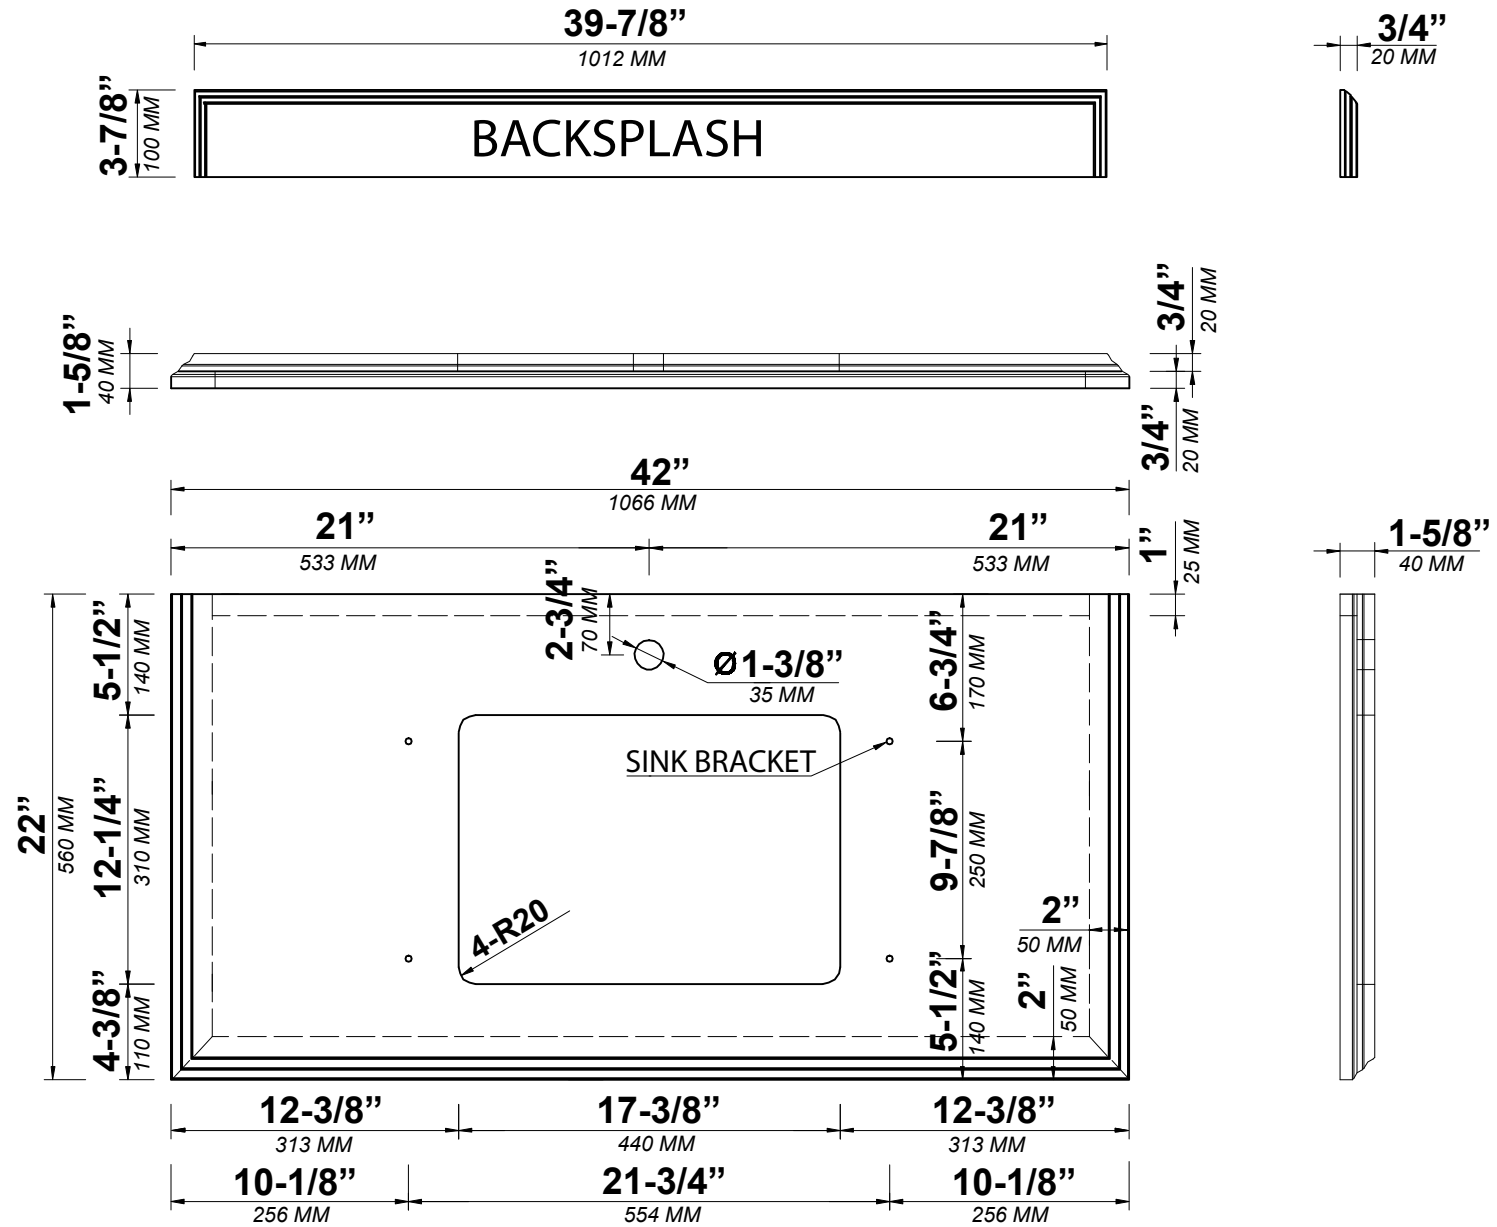 39-7/8”
1012 MM
3/4”
20 MM
3-7/8”
100 MM
BACKSPLASH
3/4”
20 MM
1-5/8”
40 MM
3/4”
20 MM
42”
1066 MM
21”
533 MM
21”
533 MM
1”
25 MM
1-5/8”
40 MM
5-1/2”
140 MM
2-3/4”
70 MM
Ø 1-3/8”
35 MM
6-3/4”
170 MM
SINK BRACKET
22”
560 MM
12-1/4”
310 MM
9-7/8”
250 MM
4-R20
2”
50 MM
4-3/8”
110 MM
5-1/2”
140 MM
2”
50 MM
12-3/8”
313 MM
17-3/8”
440 MM
12-3/8”
313 MM
10-1/8”
256 MM
21-3/4”
554 MM
10-1/8”
256 MM